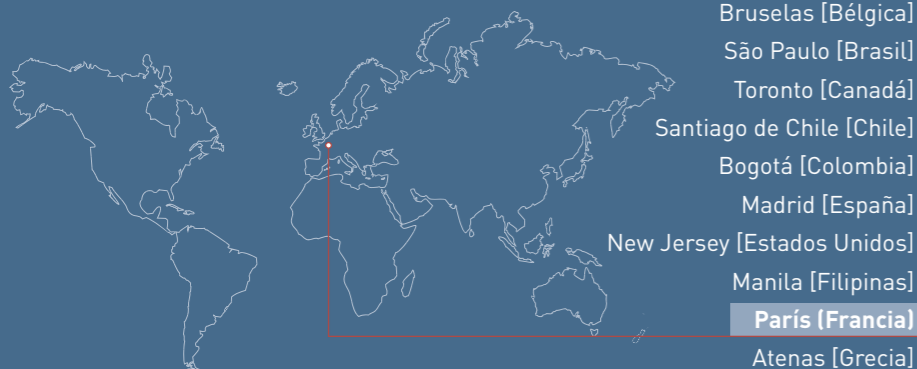 Bruselas [Bélgica]
São Paulo [Brasil]
Toronto [Canadá]
Santiago de Chile [Chile]
Bogotá [Colombia]
Madrid [España]
New Jersey [Estados Unidos]
Manila [Filipinas]
París (Francia)
Atenas [Grecia]